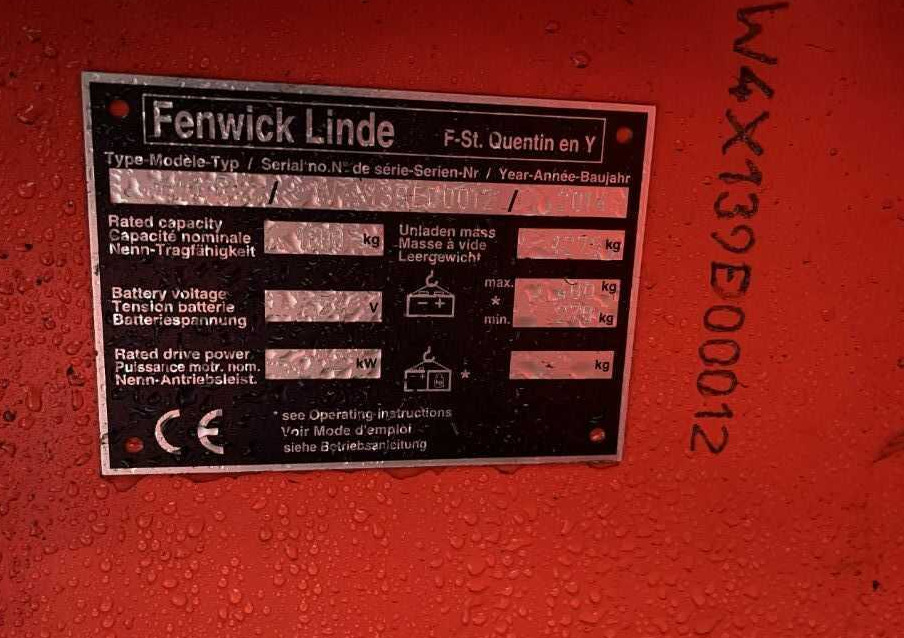 Fenwick Linde F-St. Quentin en Y
Type-Modèle-Typ / Serial no.N° de série-Serien-Nr / Year-Année-Baujahr
/ /
Rated capacity
Capacité nominale
Nenn-Tragfähigkeit
kg
Unladen mass
Masse à vide
Leergewicht
kg
Battery voltage
Tension batterie
Batteriespannung
V
max. kg
*
min. kg
Rated drive power
Puissance motr. nom.
Nenn-Antriebsleist.
kW
* kg
CE
* see Operating instructions
Voir Mode d'emploi
siehe Betriebsanleitung
W4X139E00012